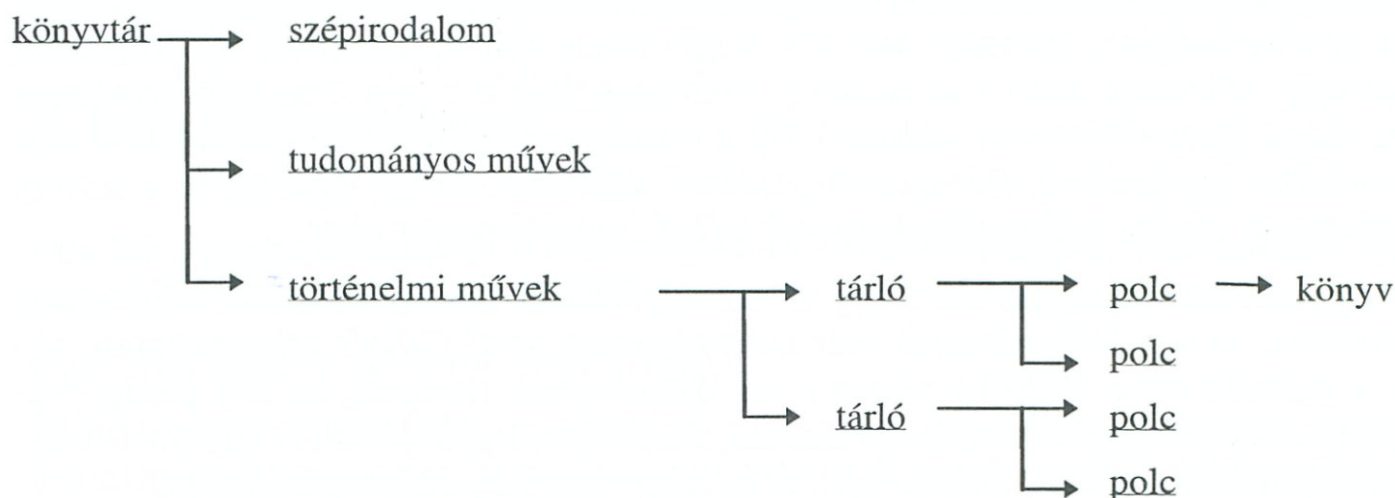 könyvtár szépirodalom
tudományos művek
történelmi művek tárló polc könyv
polc
tárló polc
polc